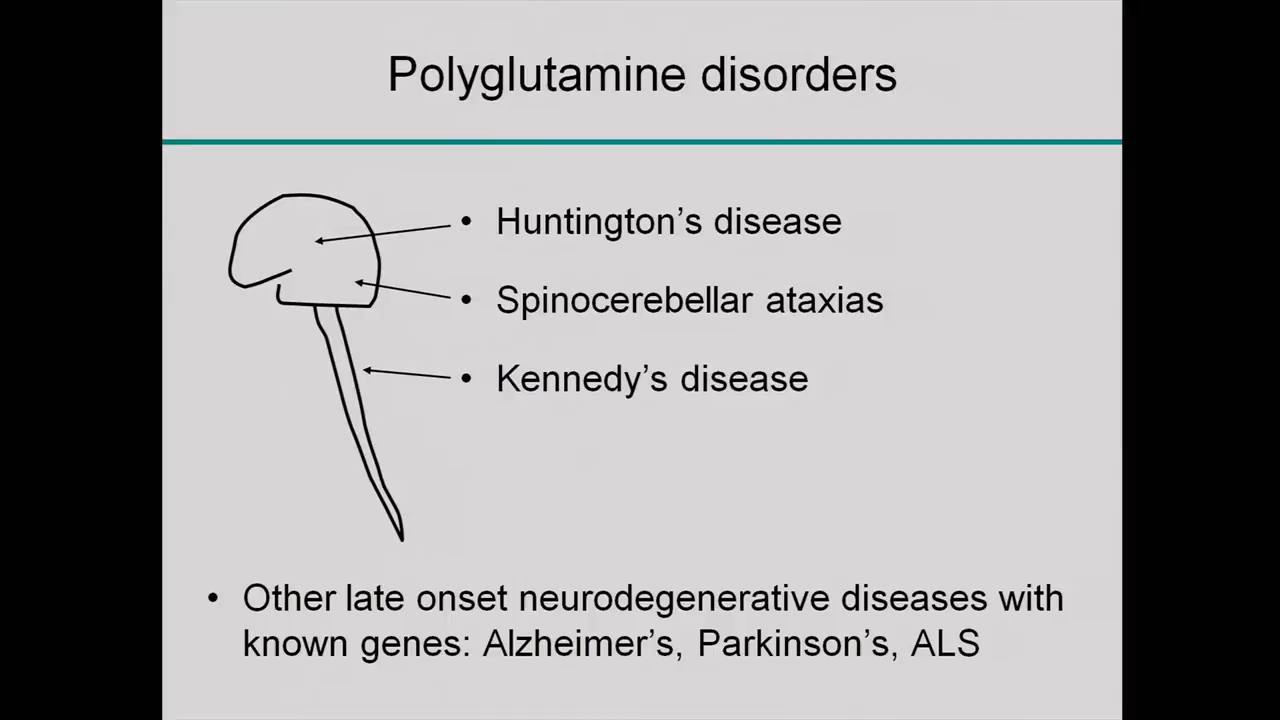 Polyglutamine disorders
• Huntington’s disease
• Spinocerebellar ataxias
• Kennedy’s disease
• Other late onset neurodegenerative diseases with
known genes: Alzheimer’s, Parkinson’s, ALS